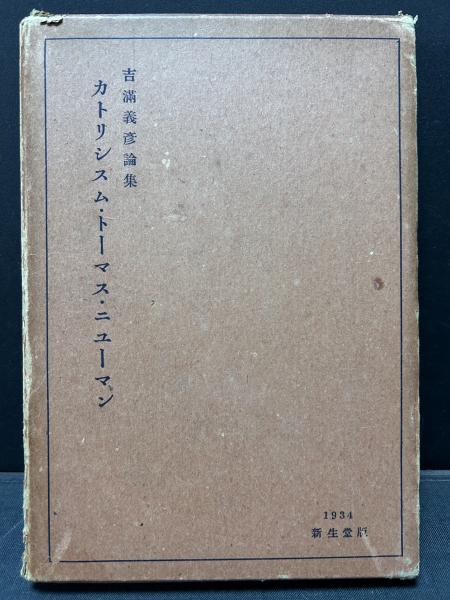 吉滿義彦論集
カトリシスム・トーマス・ニューマン
1934
新生堂版